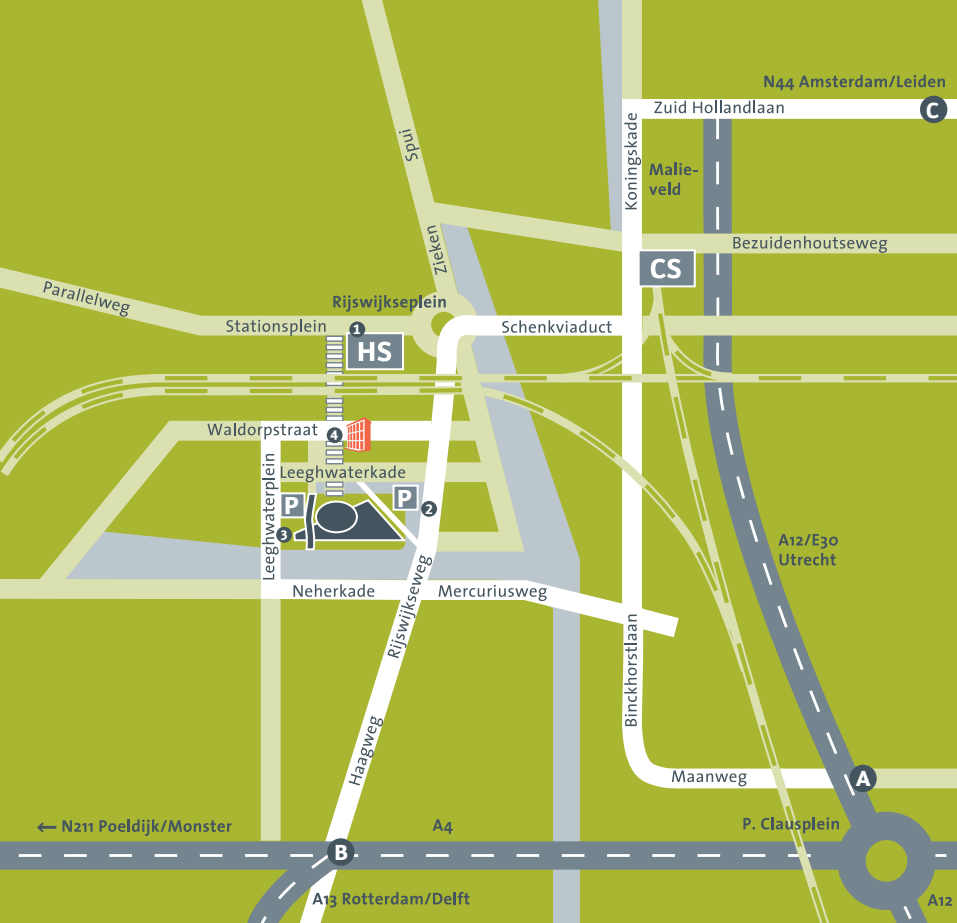 N44 Amsterdam/Leiden
Zuid Hollandlaan
C
Koningskade
Malie-
veld
Spui
Zieken
Bezuidenhoutseweg
CS
Parallelweg
Rijswijkseplein
Stationsplein
1
HS
Schenkviaduct
Waldorpstraat
4
Leeghwaterkade
Leeghwaterplein
P
P
2
3
A12/E30
Utrecht
Neherkade
Mercuriusweg
Rijswijkseweg
Binckhorstlaan
Haagweg
Maanweg
A
← N211 Poeldijk/Monster
A4
P. Clausplein
B
A13 Rotterdam/Delft
A12